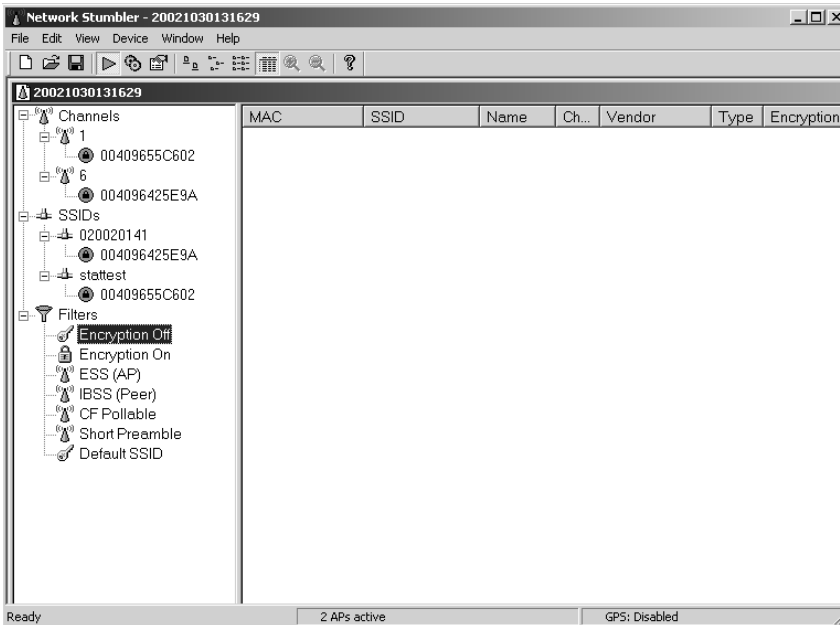 Network Stumbler - 20021030131629
File Edit View Device Window Help
20021030131629
Channels
1
00409655C602
6
004096425E9A
SSIDs
020020141
004096425E9A
stattest
00409655C602
Filters
Encryption Off
Encryption On
ESS (AP)
IBSS (Peer)
CF Pollable
Short Preamble
Default SSID
MAC SSID Name Ch... Vendor Type Encryption
Ready 2 APs active GPS: Disabled